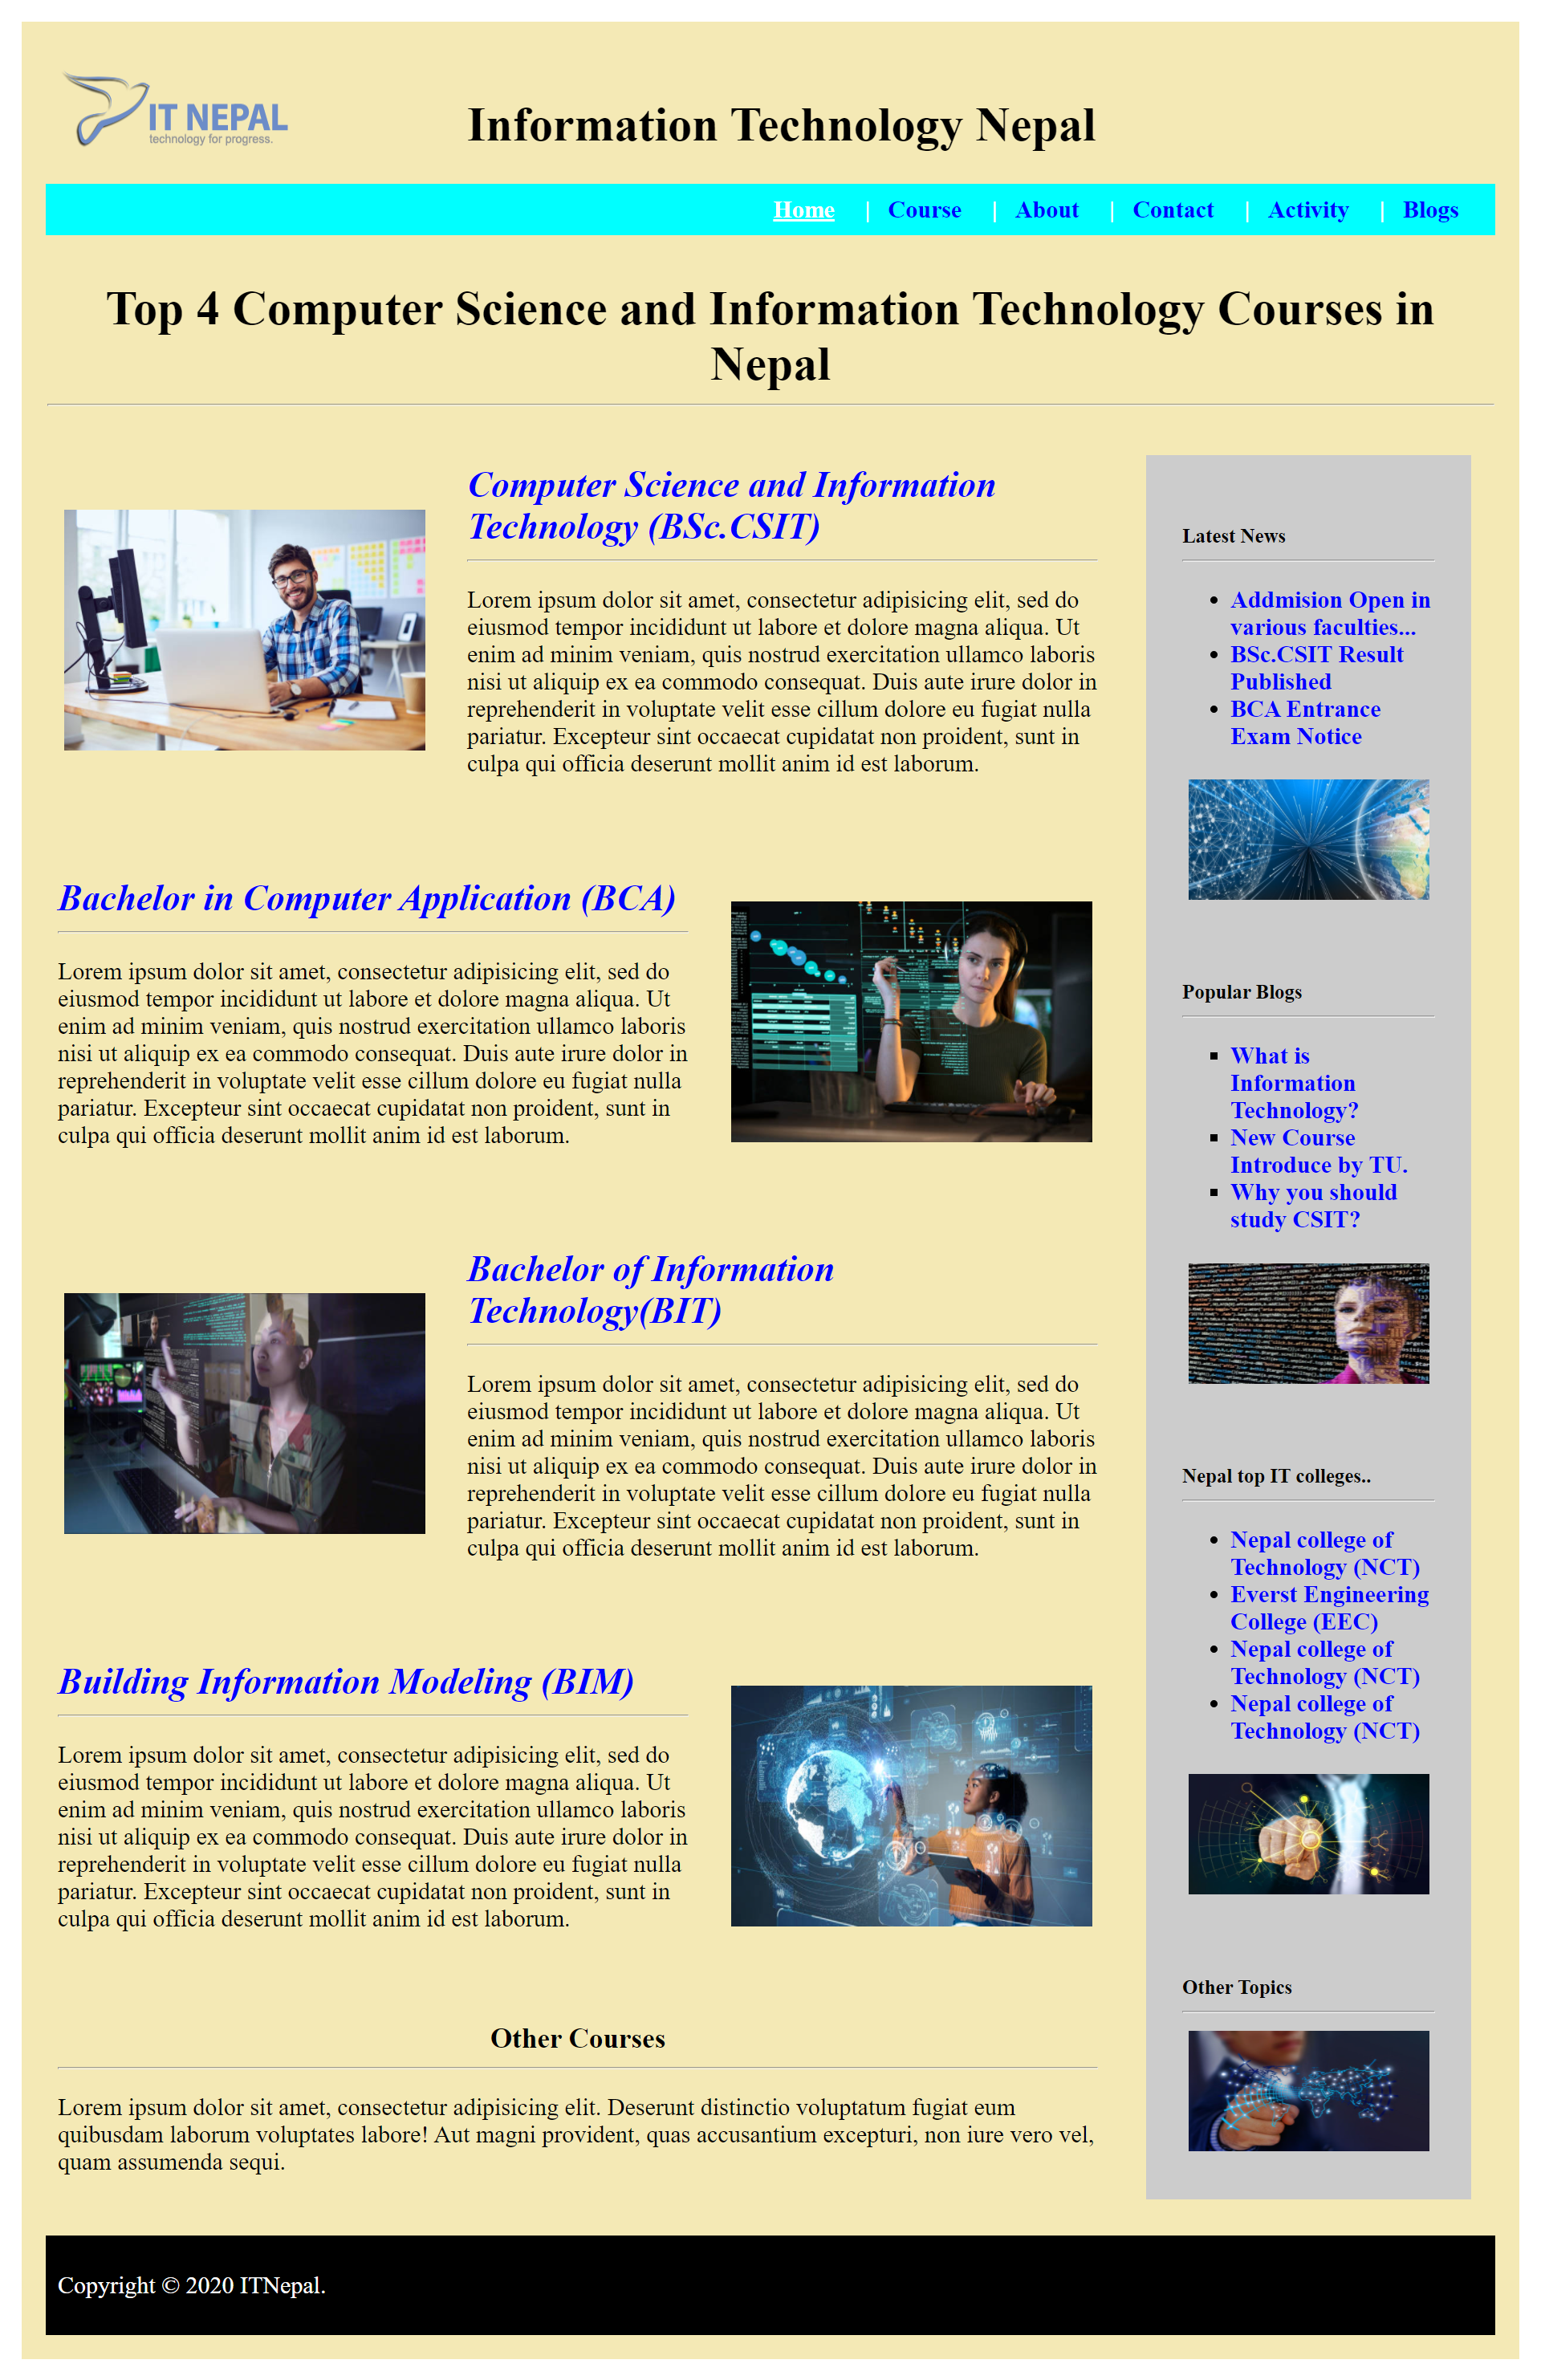 IT NEPAL
technology for progress.
Information Technology Nepal
Home | Course | About | Contact | Activity | Blogs
Top 4 Computer Science and Information Technology Courses in
Nepal
Computer Science and Information
Technology (BSc.CSIT)
Lorem ipsum dolor sit amet, consectetur adipisicing elit, sed do
eiusmod tempor incididunt ut labore et dolore magna aliqua. Ut
enim ad minim veniam, quis nostrud exercitation ullamco laboris
nisi ut aliquip ex ea commodo consequat. Duis aute irure dolor in
reprehenderit in voluptate velit esse cillum dolore eu fugiat nulla
pariatur. Excepteur sint occaecat cupidatat non proident, sunt in
culpa qui officia deserunt mollit anim id est laborum.
Bachelor in Computer Application (BCA)
Lorem ipsum dolor sit amet, consectetur adipisicing elit, sed do
eiusmod tempor incididunt ut labore et dolore magna aliqua. Ut
enim ad minim veniam, quis nostrud exercitation ullamco laboris
nisi ut aliquip ex ea commodo consequat. Duis aute irure dolor in
reprehenderit in voluptate velit esse cillum dolore eu fugiat nulla
pariatur. Excepteur sint occaecat cupidatat non proident, sunt in
culpa qui officia deserunt mollit anim id est laborum.
Bachelor of Information
Technology(BIT)
Lorem ipsum dolor sit amet, consectetur adipisicing elit, sed do
eiusmod tempor incididunt ut labore et dolore magna aliqua. Ut
enim ad minim veniam, quis nostrud exercitation ullamco laboris
nisi ut aliquip ex ea commodo consequat. Duis aute irure dolor in
reprehenderit in voluptate velit esse cillum dolore eu fugiat nulla
pariatur. Excepteur sint occaecat cupidatat non proident, sunt in
culpa qui officia deserunt mollit anim id est laborum.
Building Information Modeling (BIM)
Lorem ipsum dolor sit amet, consectetur adipisicing elit, sed do
eiusmod tempor incididunt ut labore et dolore magna aliqua. Ut
enim ad minim veniam, quis nostrud exercitation ullamco laboris
nisi ut aliquip ex ea commodo consequat. Duis aute irure dolor in
reprehenderit in voluptate velit esse cillum dolore eu fugiat nulla
pariatur. Excepteur sint occaecat cupidatat non proident, sunt in
culpa qui officia deserunt mollit anim id est laborum.
Other Courses
Lorem ipsum dolor sit amet, consectetur adipisicing elit. Deserunt distinctio voluptatum fugiat eum
quibusdam laborum voluptates labore! Aut magni provident, quas accusantium excepturi, non iure vero vel,
quam assumenda sequi.
Latest News
• Addmision Open in
various faculties...
• BSc.CSIT Result
Published
• BCA Entrance
Exam Notice
Popular Blogs
▪ What is
Information
Technology?
▪ New Course
Introduce by TU.
▪ Why you should
study CSIT?
Nepal top IT colleges..
• Nepal college of
Technology (NCT)
• Everst Engineering
College (EEC)
• Nepal college of
Technology (NCT)
• Nepal college of
Technology (NCT)
Other Topics
Copyright © 2020 ITNepal.